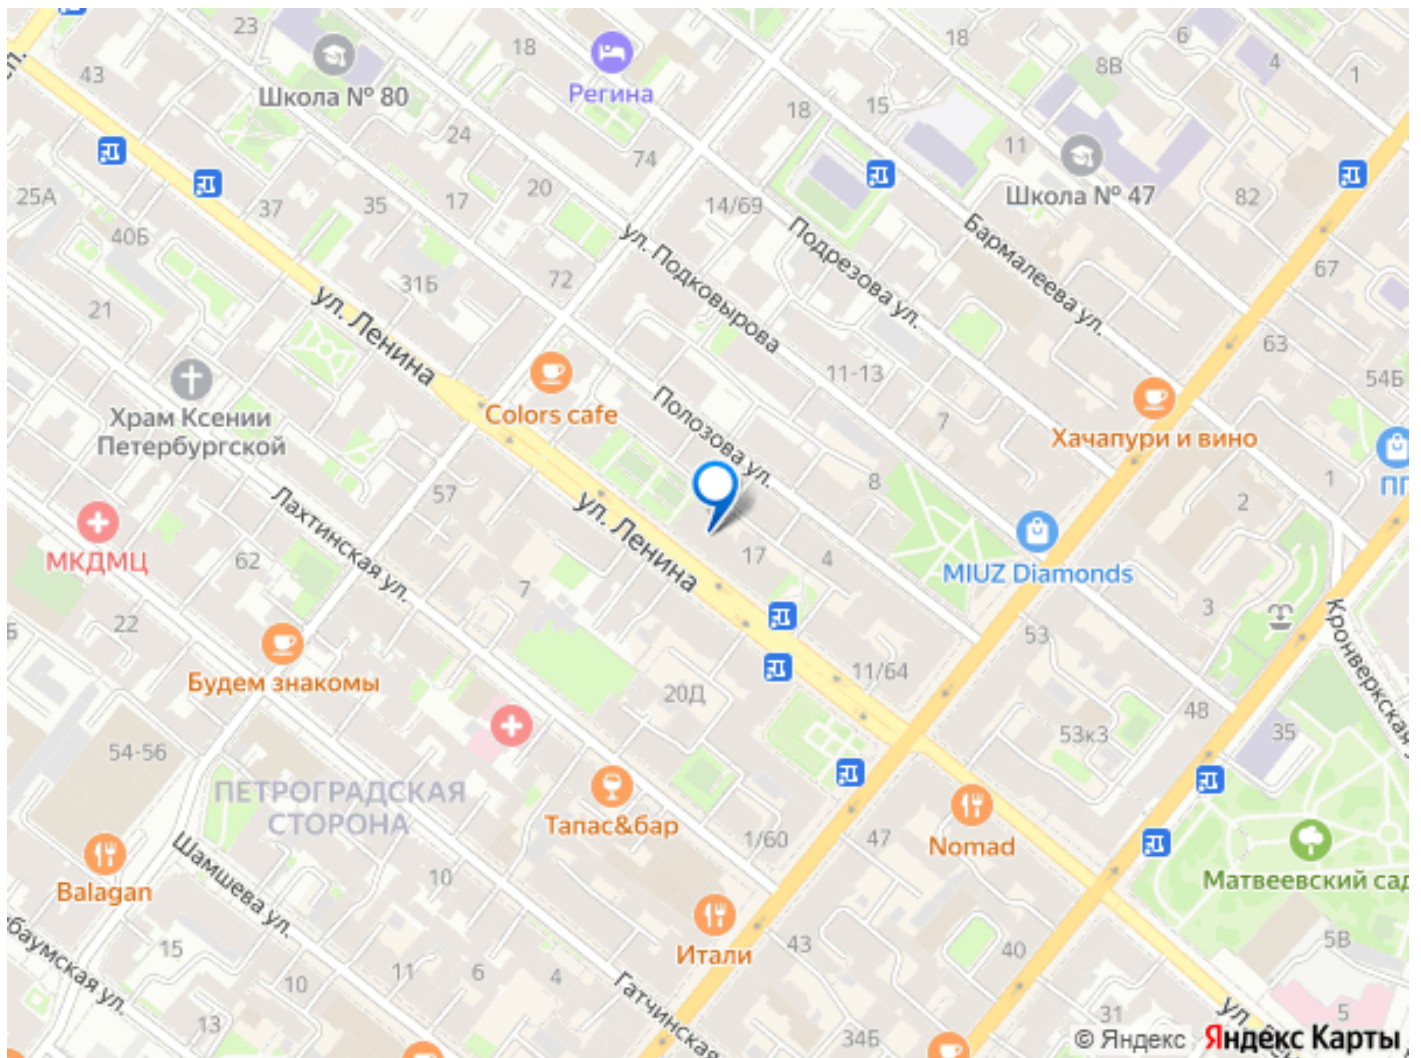 23
18
18
6
43
Школа № 80
Регина
8В
4
1
24
74
18
15
11
Школа № 47
25А
37
35
17
20
14/69
82
40Б
ул. Подковырова
Подрезова ул.
Бармалеева ул.
67
31Б
72
21
ул. Ленина
63
Храм Ксении
Петербургской
Colors cafe
Полозова ул.
11-13
7
54Б
Хачапури и вино
57
8
2
1
МКДМЦ
62
Лахтинская ул.
ул. Ленина
17
4
MIUZ Diamonds
7
22
3
53
Кронверкская
Будем знакомы
20Д
11/64
48
53к3
35
54-56
ПЕТРОГРАДСКАЯ
СТОРОНА
Тапас&бар
1/60
47
Nomad
Матвеевский сад
Balagan
Шамшева ул.
10
Итали
43
40
5В
15
11
6
4
10
13
Гатчинская
34Б
31
5
ул.
© Яндекс Яндекс Карты